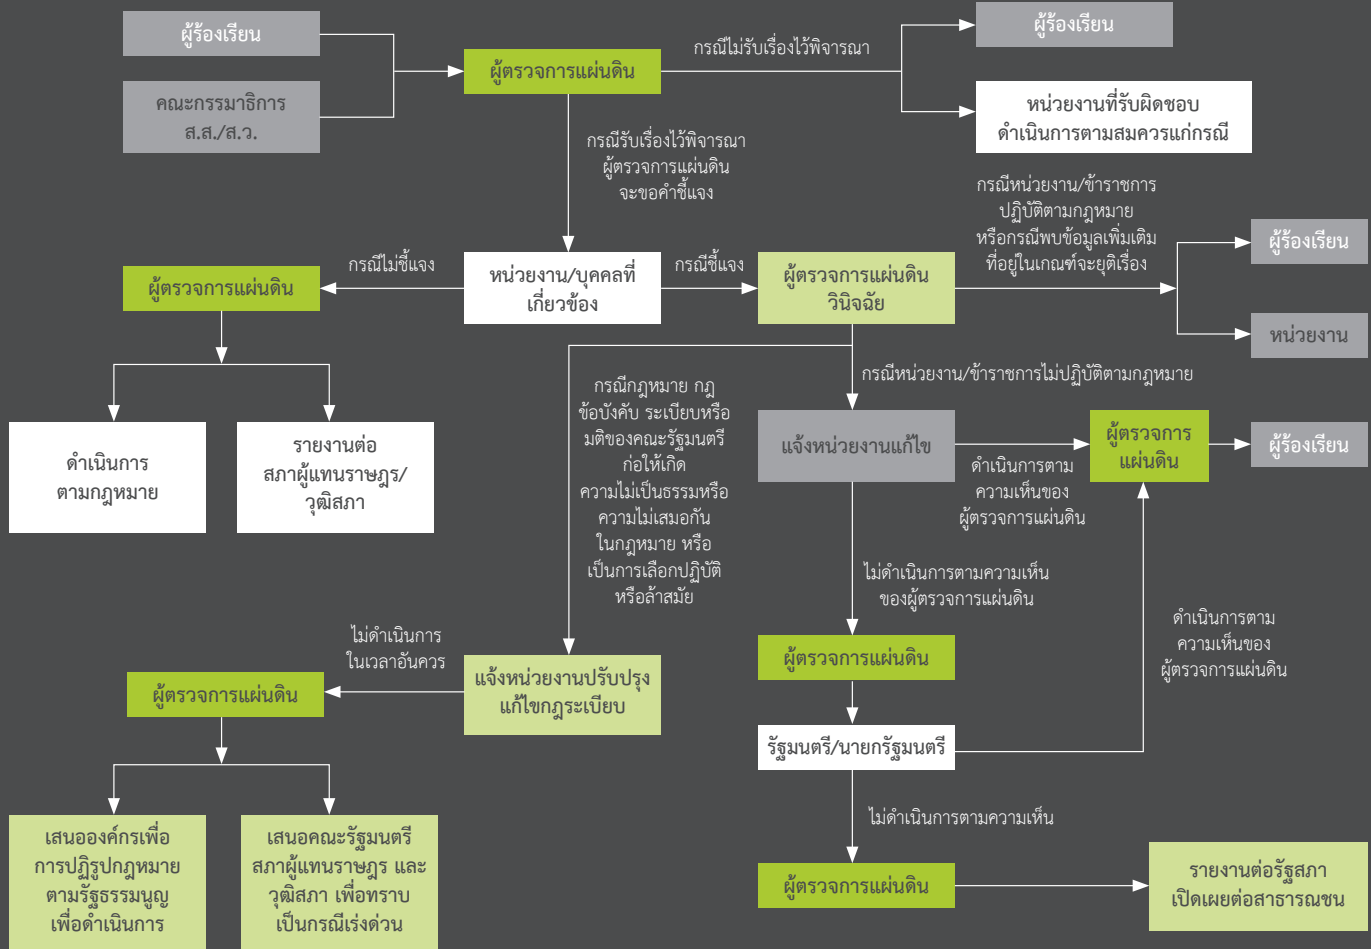 ผู้ร้องเรียน
คณะกรรมาธิการ
ส.ส./ส.ว.
ผู้ตรวจการแผ่นดิน
กรณีไม่รับเรื่องไว้พิจารณา
ผู้ร้องเรียน
หน่วยงานที่รับผิดชอบ
ดำเนินการตามสมควรแก่กรณี
กรณีรับเรื่องไว้พิจารณา
ผู้ตรวจการแผ่นดิน
จะขอคำชี้แจง
กรณีหน่วยงาน/ข้าราชการ
ปฏิบัติตามกฎหมาย
หรือกรณีพบข้อมูลเพิ่มเติม
ที่อยู่ในเกณฑ์จะยุติเรื่อง
ผู้ร้องเรียน
หน่วยงาน
ผู้ตรวจการแผ่นดิน
กรณีไม่ชี้แจง
หน่วยงาน/บุคคลที่
เกี่ยวข้อง
กรณีชี้แจง
ผู้ตรวจการแผ่นดิน
วินิจฉัย
ดำเนินการ
ตามกฎหมาย
รายงานต่อ
สภาผู้แทนราษฎร/
วุฒิสภา
กรณีกฎหมาย กฎ
ข้อบังคับ ระเบียบหรือ
มติของคณะรัฐมนตรี
ก่อให้เกิด
ความไม่เป็นธรรมหรือ
ความไม่เสมอกัน
ในกฎหมาย หรือ
เป็นการเลือกปฏิบัติ
หรือล้าสมัย
กรณีหน่วยงาน/ข้าราชการไม่ปฏิบัติตามกฎหมาย
แจ้งหน่วยงานแก้ไข
ดำเนินการตาม
ความเห็นของ
ผู้ตรวจการแผ่นดิน
ผู้ตรวจการ
แผ่นดิน
ผู้ร้องเรียน
ไม่ดำเนินการตามความเห็น
ของผู้ตรวจการแผ่นดิน
ผู้ตรวจการแผ่นดิน
รัฐมนตรี/นายกรัฐมนตรี
ดำเนินการตาม
ความเห็นของ
ผู้ตรวจการแผ่นดิน
ไม่ดำเนินการ
ในเวลาอันควร
แจ้งหน่วยงานปรับปรุง
แก้ไขกฎระเบียบ
ผู้ตรวจการแผ่นดิน
เสนอองค์กรเพื่อ
การปฏิรูปกฎหมาย
ตามรัฐธรรมนูญ
เพื่อดำเนินการ
เสนอคณะรัฐมนตรี
สภาผู้แทนราษฎร และ
วุฒิสภา เพื่อทราบ
เป็นกรณีเร่งด่วน
ไม่ดำเนินการตามความเห็น
ผู้ตรวจการแผ่นดิน
รายงานต่อรัฐสภา
เปิดเผยต่อสาธารณชน